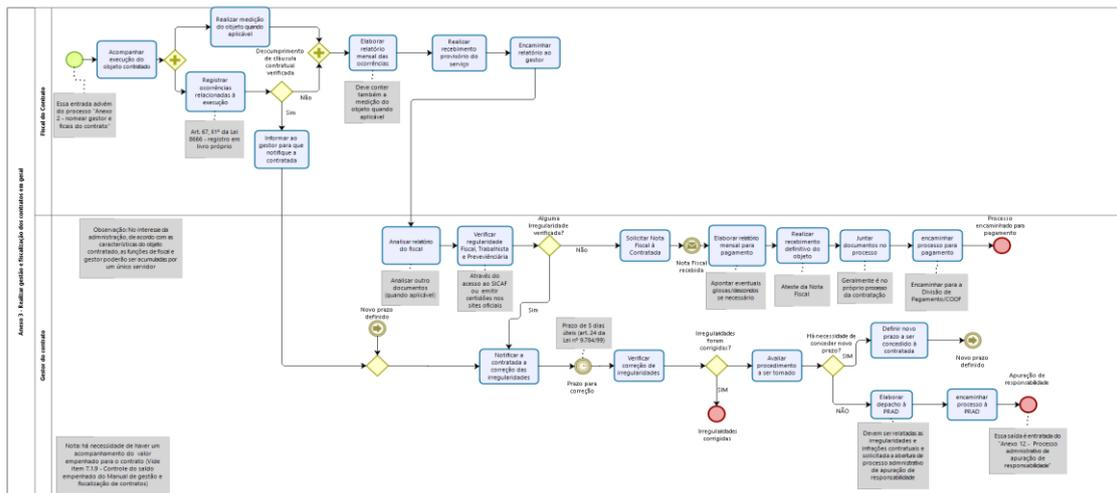 Anexo 3 - Realizar gestão e fiscalização dos contratos em geral
Fiscal do Contrato
Acompanhar
execução do
objeto contratado
Essa entrada advém
do processo "Anexo
2 - nomear gestor e
ficais do contrato"
Realizar medição
do objeto quando
aplicável
Registrar
ocorrências
relacionadas à
execução
Art. 67, §1º da Lei
8666 - registro em
livro próprio
Descumprimento
de cláusula
contratual
verificada
Não
Sim
Informar ao
gestor para que
notifique a
contratada
Elaborar
relatório
mensal das
ocorrências
Deve conter
também a
medição do
objeto quando
aplicável
Realizar
recebimento
provisório do
serviço
Encaminhar
relatório ao
gestor
Gestor do contrato
Observação: No interesse da
administração, de acordo com as
características do objeto
contratado, as funções de fiscal e
gestor poderão ser acumuladas por
um único servidor
Analisar relatório
do fiscal
Analisar outro
documentos
(quando aplicável)
Verificar
regularidade
Fiscal, Trabalhista
e Prevevidnciária
Através do
acesso ao SICAF
ou emitir
certidões nos
sites oficiais
Alguma
irregularidade
verificada?
NÃO
Sim
Solicitar Nota
Fiscal à
Contratada
Nota Fiscal
recebida
Elaborar relatório
mensal para
pagamento
Apontar eventuais
glosas/descontos
se necessário
Realizar
recebimento
definitivo do
objeto
Ateste da Nota
Fiscal
Juntar
documentos no
processo
Geralmente é no
próprio processo
da contratação
encaminhar
processo para
pagamento
Encaminhar para a
Divisão de
Pagamento/COOF
Processo
encaminhado para
pagamento
Novo prazo
definido
Notificar a
contratada a
correção das
irregularidades
Prazo de 5 dias
úteis (art. 24 da
Lei nº 9.784/99)
Prazo para
correção
Verificar
correção de
irregularidades
Irregularidades
foram
corrigidas?
SIM
Irregularidades
corrigidas
Avaliar
procedimento
a ser tomado
Há necessidade de
conceder novo
prazo?
SIM
NÃO
Definir novo
prazo a ser
concedido à
contratada
Novo prazo
definido
Elaborar
depacho à
PRAD
Devem ser relatadas as
irregularidades e
infrações contratuais e
solicitada a abertura de
processo administrativo
de apuração de
responsabilidade
encaminhar
processo à
PRAD
Apuração de
responsabilidade
Essa saída é entrada do
"Anexo 12 - Processo
administrativo de
apuração de
responsabilidade"
Nota: há necessidade de haver um
acompanhamento do valor
empenhado para o contrato (Vide
item 7.1.9 - Controle do saldo
empenhado do Manual de gestão e
fiscalização de contratos)